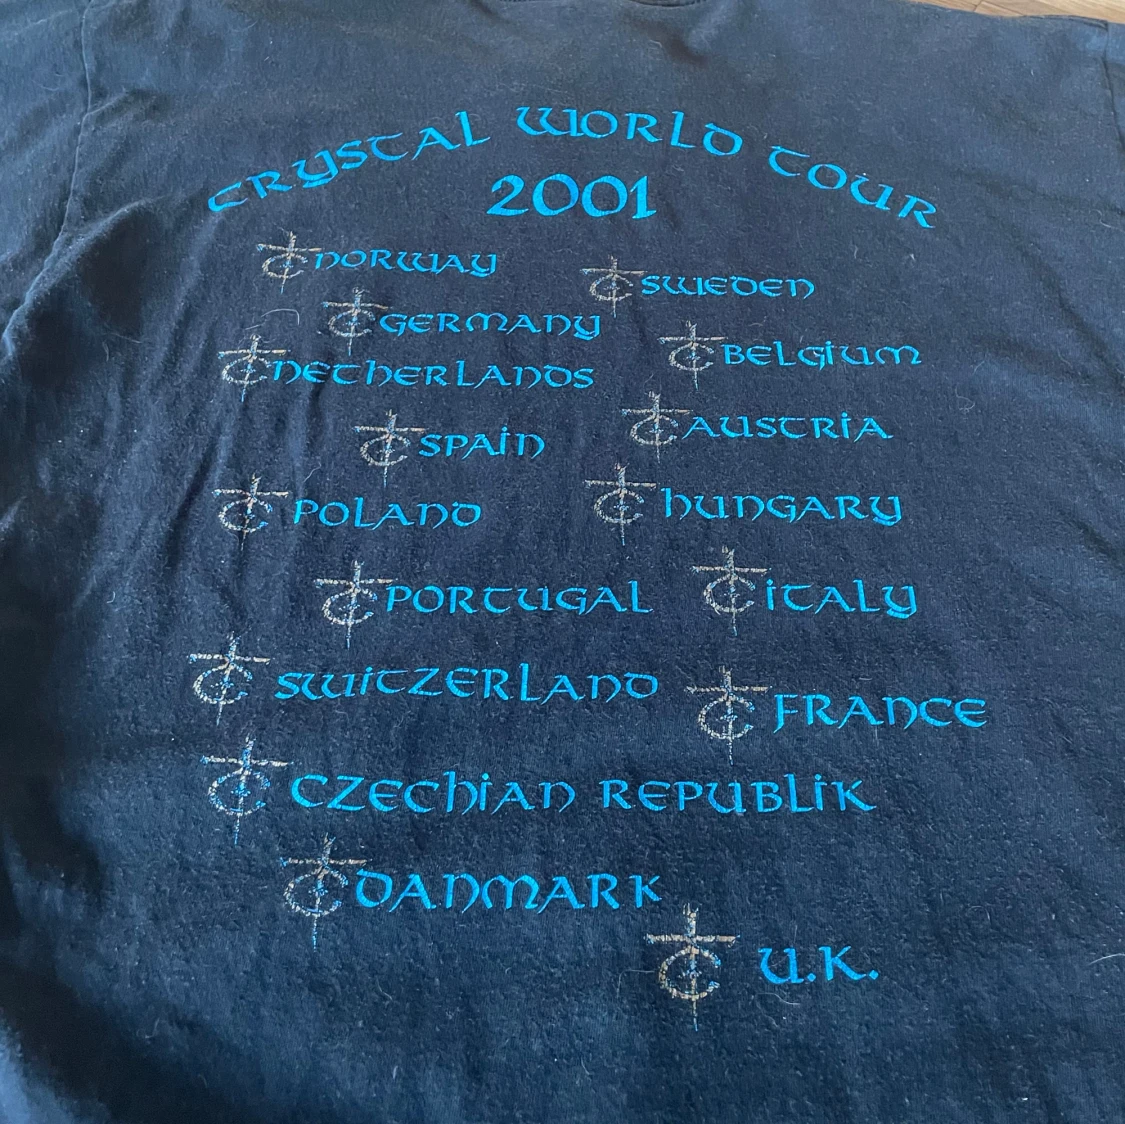 CRYSTAL WORLD TOUR
2001
NORWAY
SWEDEN
GERMANY
BELGIUM
NETHERLANDS
AUSTRIA
SPAIN
HUNGARY
POLAND
PORTUGAL
ITALY
SWITZERLAND
FRANCE
CZECHIAN REPUBLIK
DANMARK
U.K.